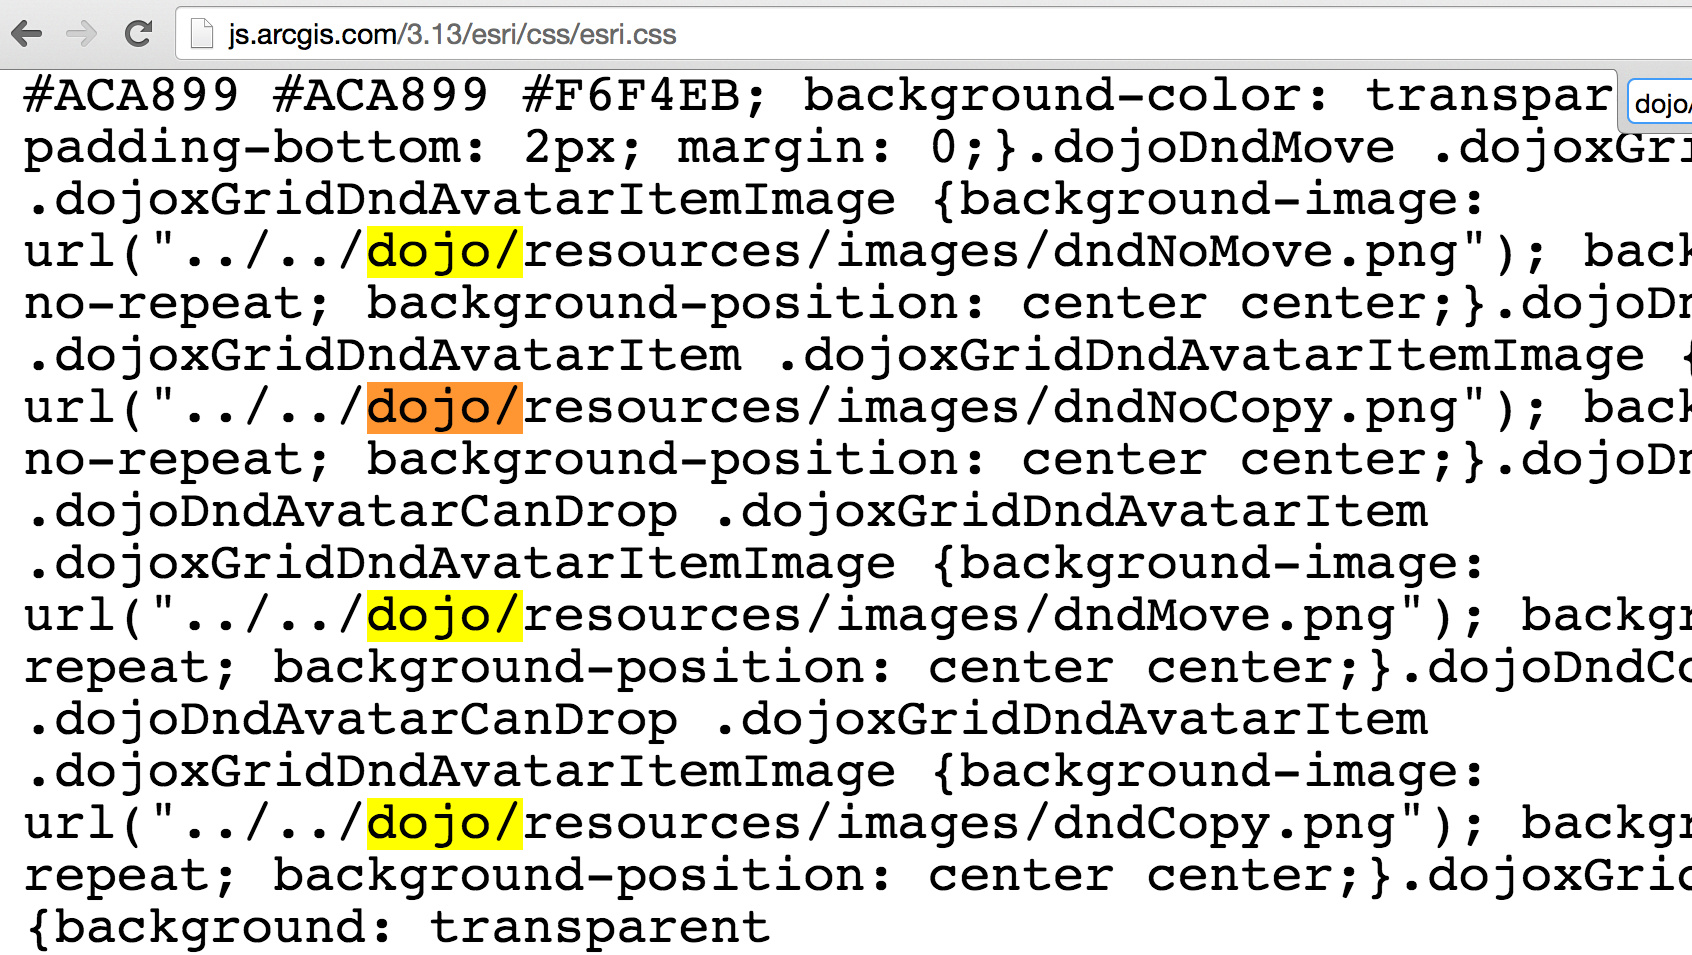 js.arcgis.com/3.13/esri/css/esri.css
dojo/
#ACA899 #ACA899 #F6F4EB; background-color: transpar
padding-bottom: 2px; margin: 0;}.dojoDndMove .dojoxGri
.dojoxGridDndAvatarItemImage {background-image:
url("../../dojo/resources/images/dndNoMove.png"); back
no-repeat; background-position: center center;}.dojoDn
.dojoxGridDndAvatarItem .dojoxGridDndAvatarItemImage {
url("../../dojo/resources/images/dndNoCopy.png"); back
no-repeat; background-position: center center;}.dojoDn
.dojoDndAvatarCanDrop .dojoxGridDndAvatarItem
.dojoxGridDndAvatarItemImage {background-image:
url("../../dojo/resources/images/dndMove.png"); backgr
repeat; background-position: center center;}.dojoDndCo
.dojoDndAvatarCanDrop .dojoxGridDndAvatarItem
.dojoxGridDndAvatarItemImage {background-image:
url("../../dojo/resources/images/dndCopy.png"); backgr
repeat; background-position: center center;}.dojoxGrid
{background: transparent